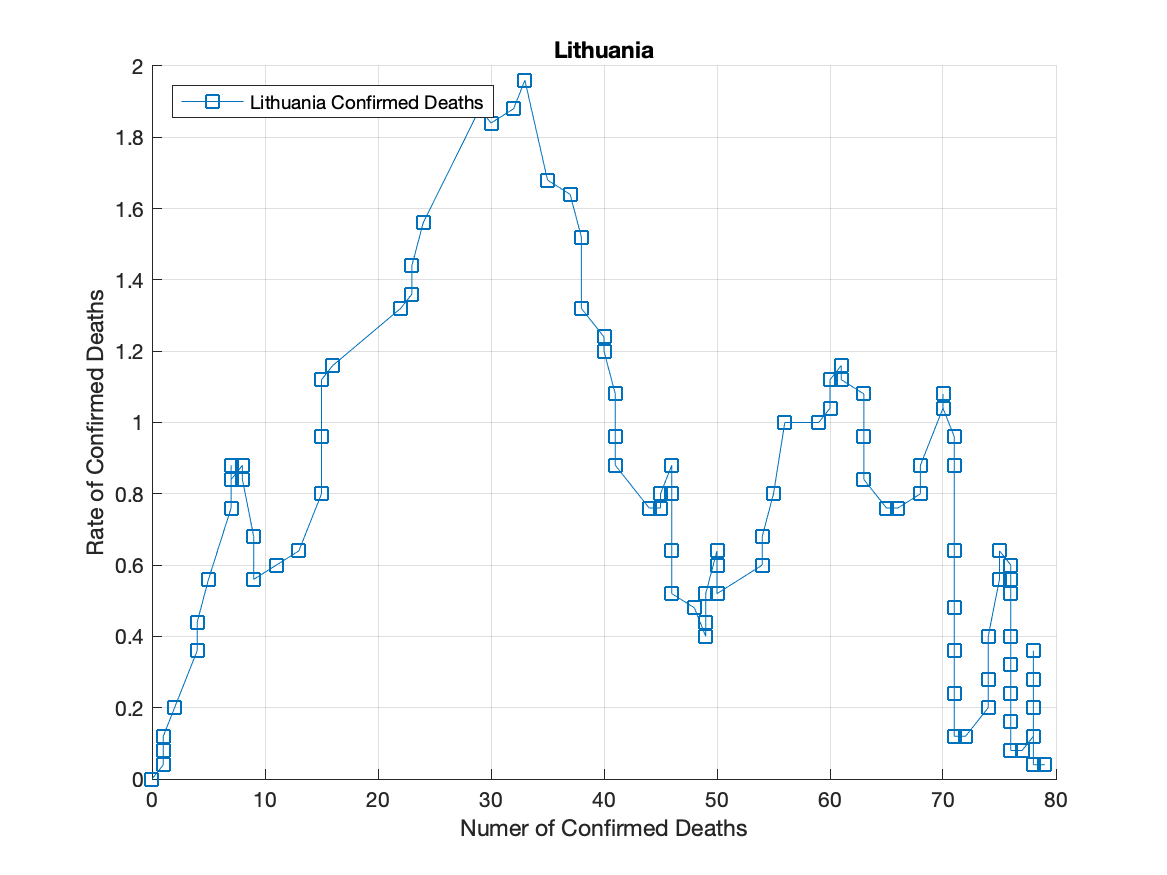 Lithuania
Lithuania Confirmed Deaths
Rate of Confirmed Deaths
2
1.8
1.6
1.4
1.2
1
0.8
0.6
0.4
0.2
0
0 10 20 30 40 50 60 70 80
Numer of Confirmed Deaths